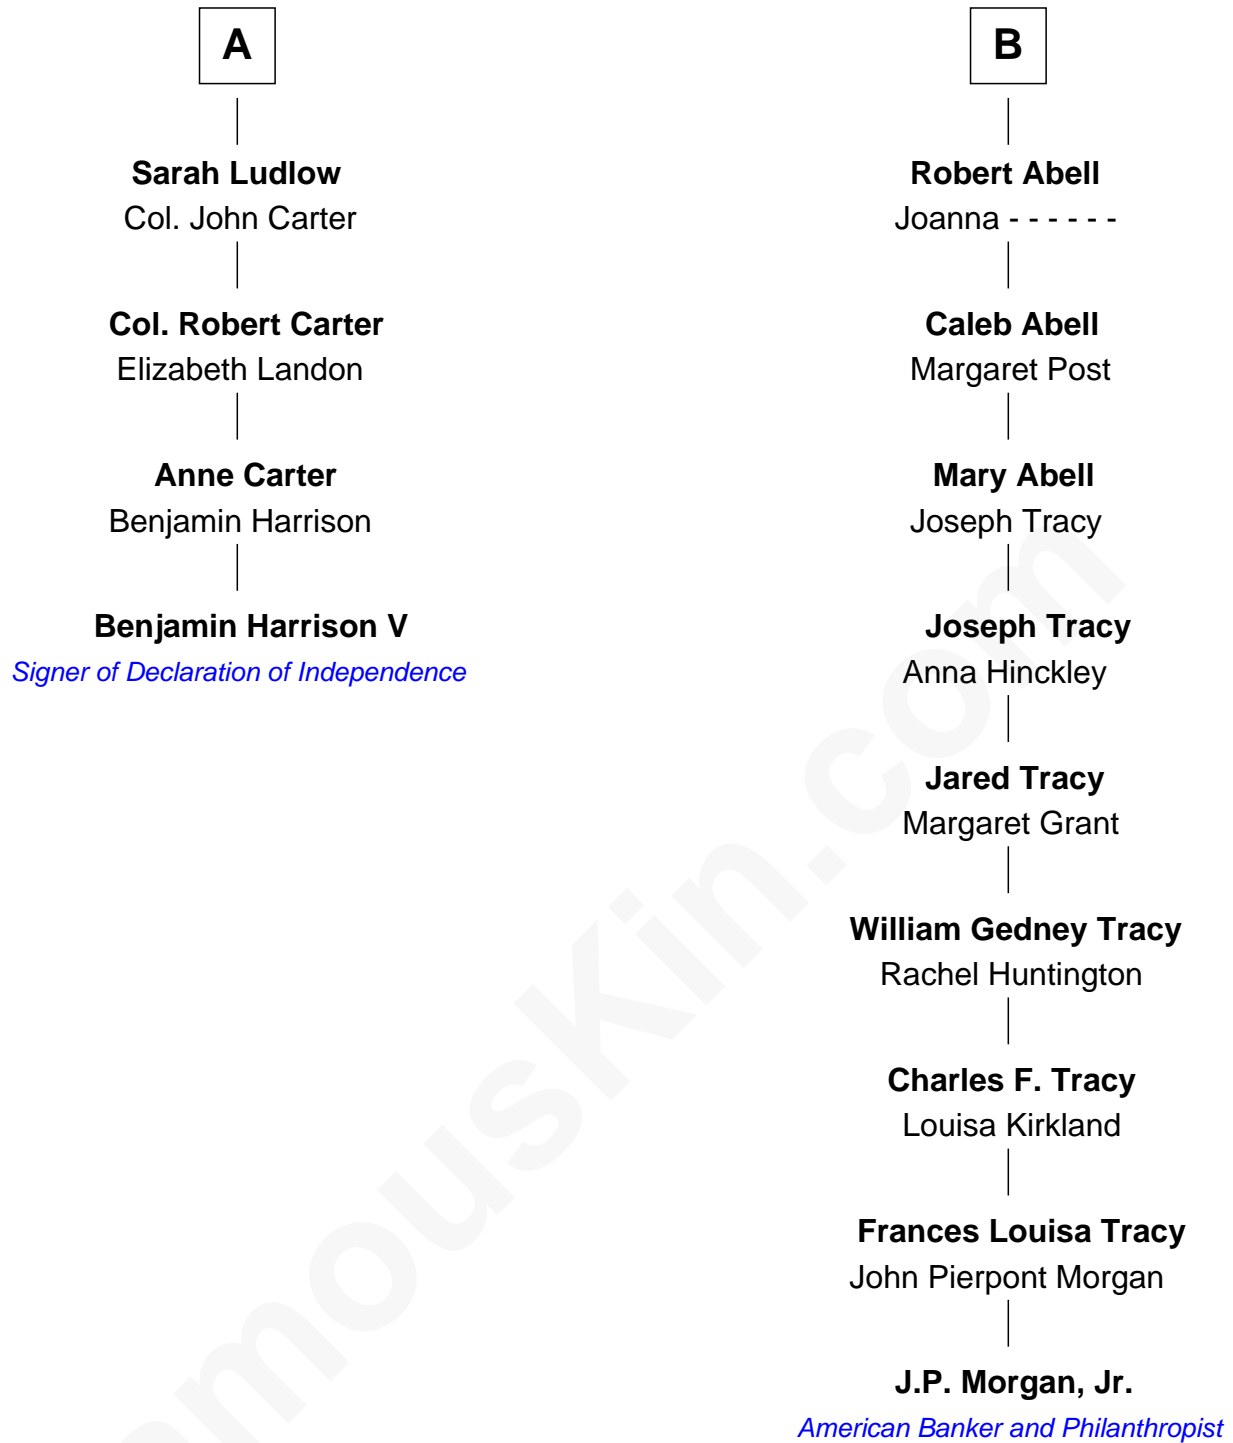 A
Sarah Ludlow
Col. John Carter
Col. Robert Carter
Elizabeth Landon
Anne Carter
Benjamin Harrison
Benjamin Harrison V
Signer of Declaration of Independence
B
Robert Abell
Joanna - - - - - -
Caleb Abell
Margaret Post
Mary Abell
Joseph Tracy
Joseph Tracy
Anna Hinckley
Jared Tracy
Margaret Grant
William Gedney Tracy
Rachel Huntington
Charles F. Tracy
Louisa Kirkland
Frances Louisa Tracy
John Pierpont Morgan
J.P. Morgan, Jr.
American Banker and Philanthropist
amousKin.com